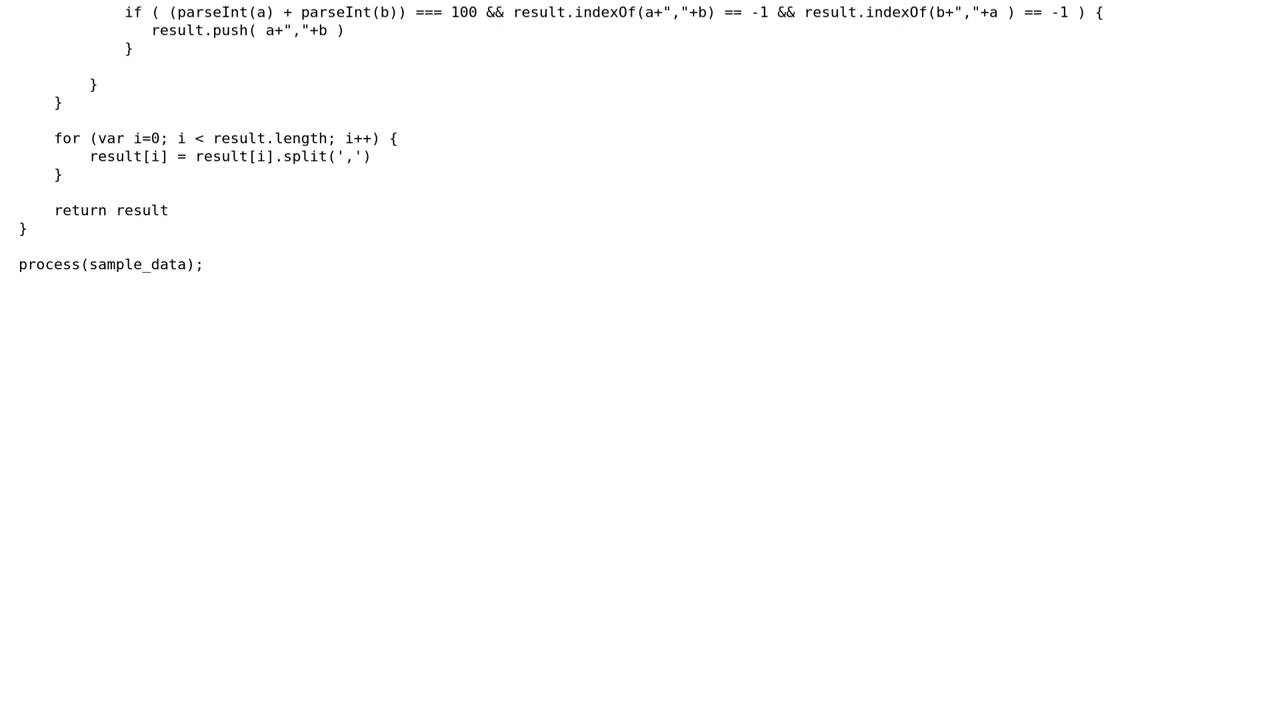 if ( (parseInt(a) + parseInt(b)) === 100 && result.indexOf(a+","+b) == -1 && result.indexOf(b+","+a ) == -1 ) {
               result.push( a+","+b )
            }

        }
    }

    for (var i=0; i < result.length; i++) {
        result[i] = result[i].split(',')
    }

    return result
}

process(sample_data);